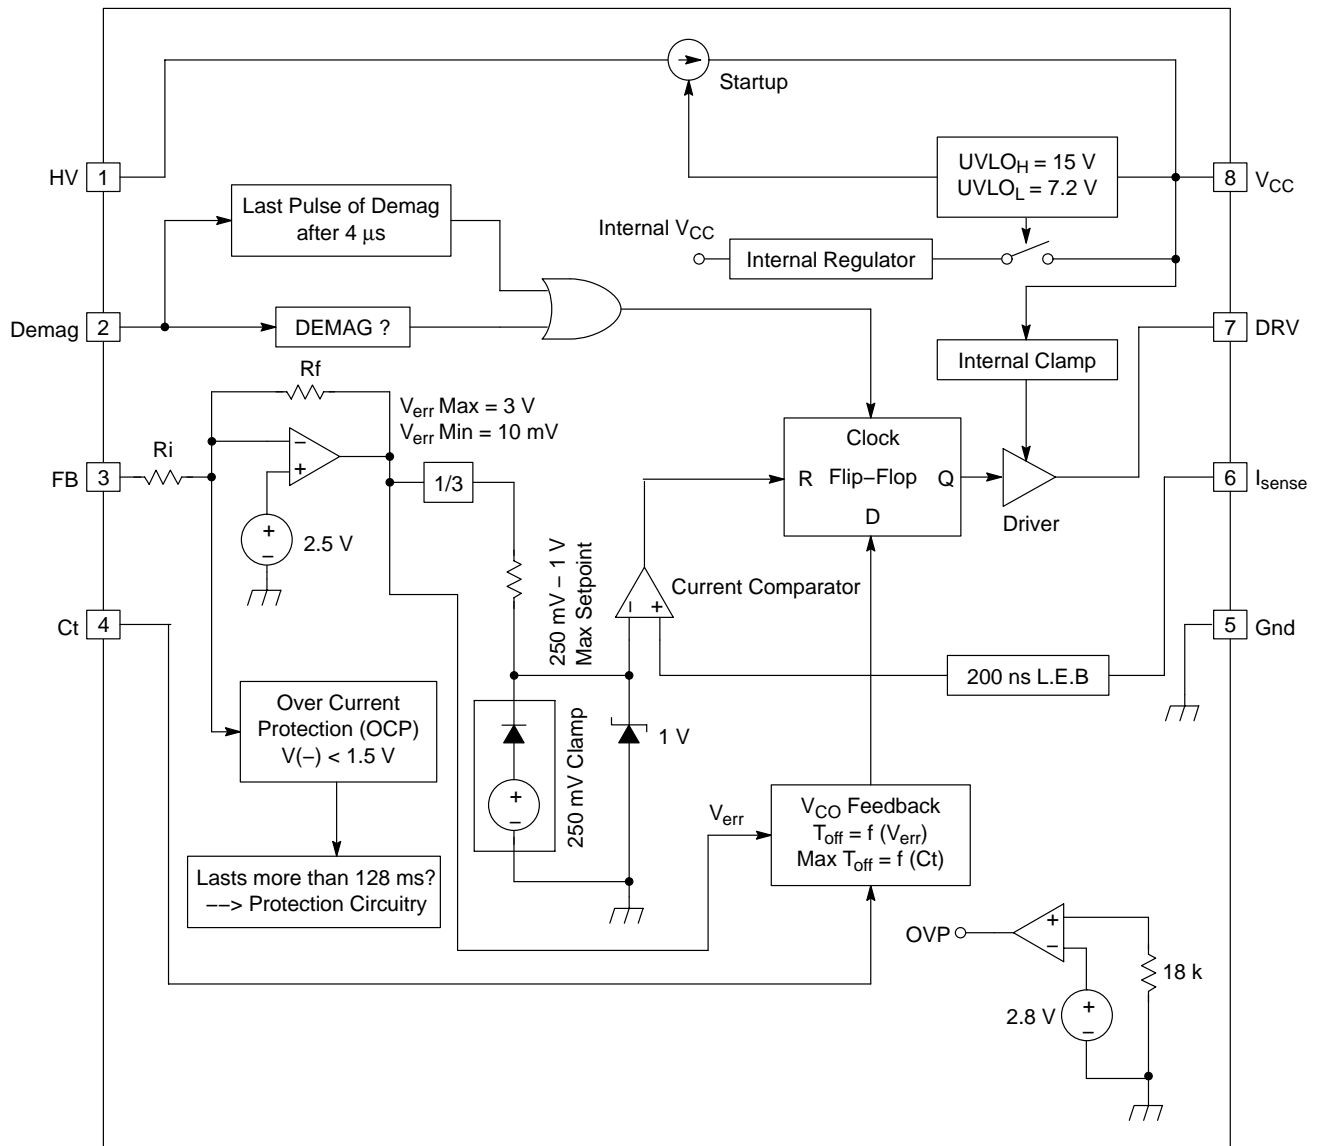 Startup
HV
1
UVLOH = 15 V
UVLOL = 7.2 V
8
VCC
Last Pulse of Demag
after 4 µs
Internal VCC
Internal Regulator
Demag
2
DEMAG ?
7
DRV
Internal Clamp
Rf
Verr Max = 3 V
Verr Min = 10 mV
Ri
FB
3
−
+
1/3
Clock
R
Flip−Flop
Q
D
Driver
6
Isense
+
−
2.5 V
250 mV − 1 V
Max Setpoint
−
+
Current Comparator
Ct
4
5
Gnd
200 ns L.E.B
Over Current
Protection (OCP)
V(−) < 1.5 V
250 mV Clamp
+
−
1 V
Verr
VCO Feedback
Toff = f (Verr)
Max Toff = f (Ct)
Lasts more than 128 ms?
−−> Protection Circuitry
OVP
+
−
18 k
2.8 V
+
−